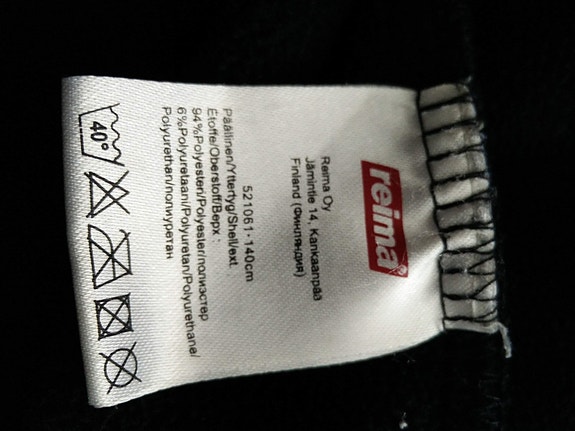 reima
Reima Oy
Jämintie 14, Kankaanpää
Finland (Финляндия)
521061-140cm
Päällinen/Yttertyg/Shell/ext.
Etoffe/Oberstoff/Верх :
94%Polyesteri/Polyester/полиэстер
6%Polyuretaani/Polyuretan/Polyurethane/
Polyurethan/полиуретан
40°